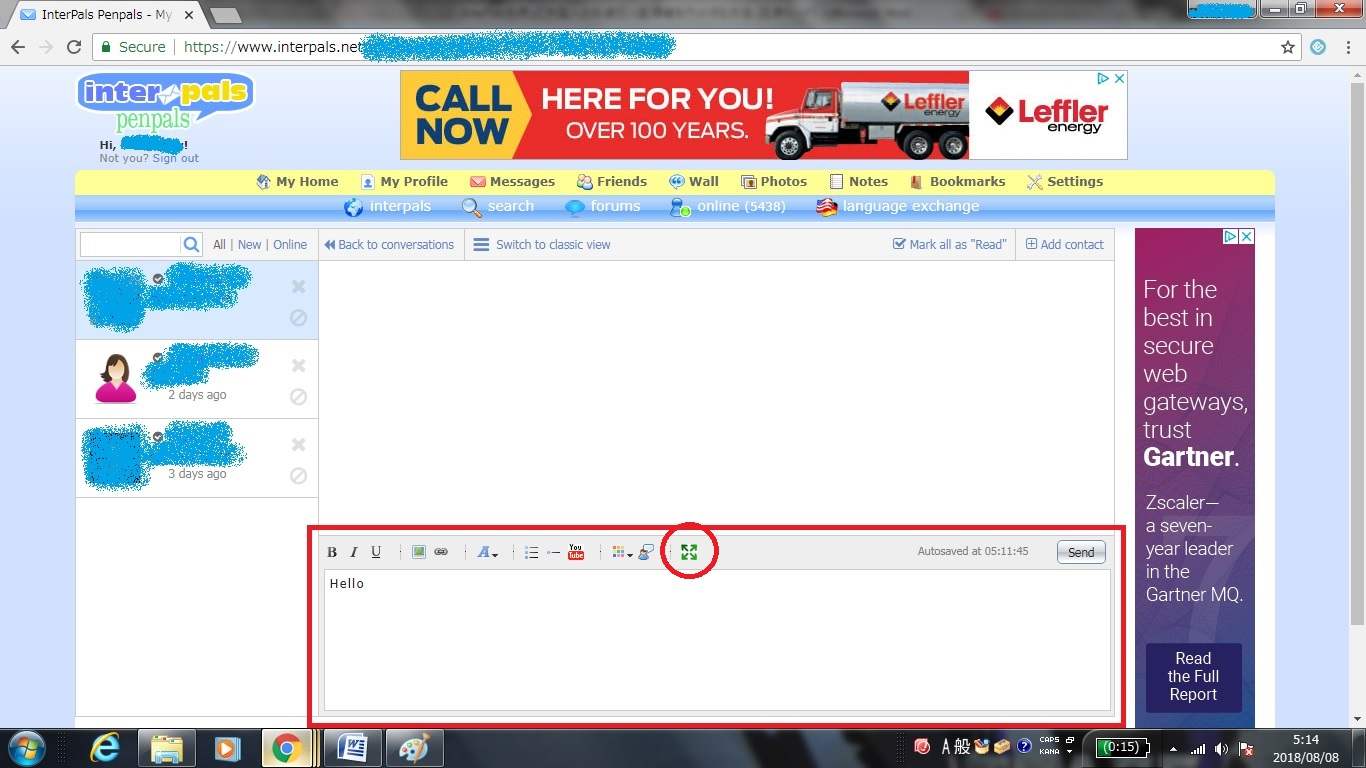 InterPals Penpals - My
Secure
https://www.interpals.net
inter pals
penpals
Hi, !
Not you? Sign out
CALL
NOW
HERE FOR YOU!
OVER 100 YEARS.
Leffler
energy
Leffler
energy
My Home
My Profile
Messages
Friends
Wall
Photos
Notes
Bookmarks
Settings
interpals
search
forums
online (5438)
language exchange
All | New | Online
Back to conversations
Switch to classic view
Mark all as "Read"
Add contact
2 days ago
3 days ago
B I U
A
You
Tube
Autosaved at 05:11:45
Send
Hello
For the
best in
secure
web
gateways,
trust
Gartner.
Zscaler—
a seven-
year leader
in the
Gartner MQ.
Read
the Full
Report
A 般
CAPS
KANA
(0:15)
5:14
2018/08/08